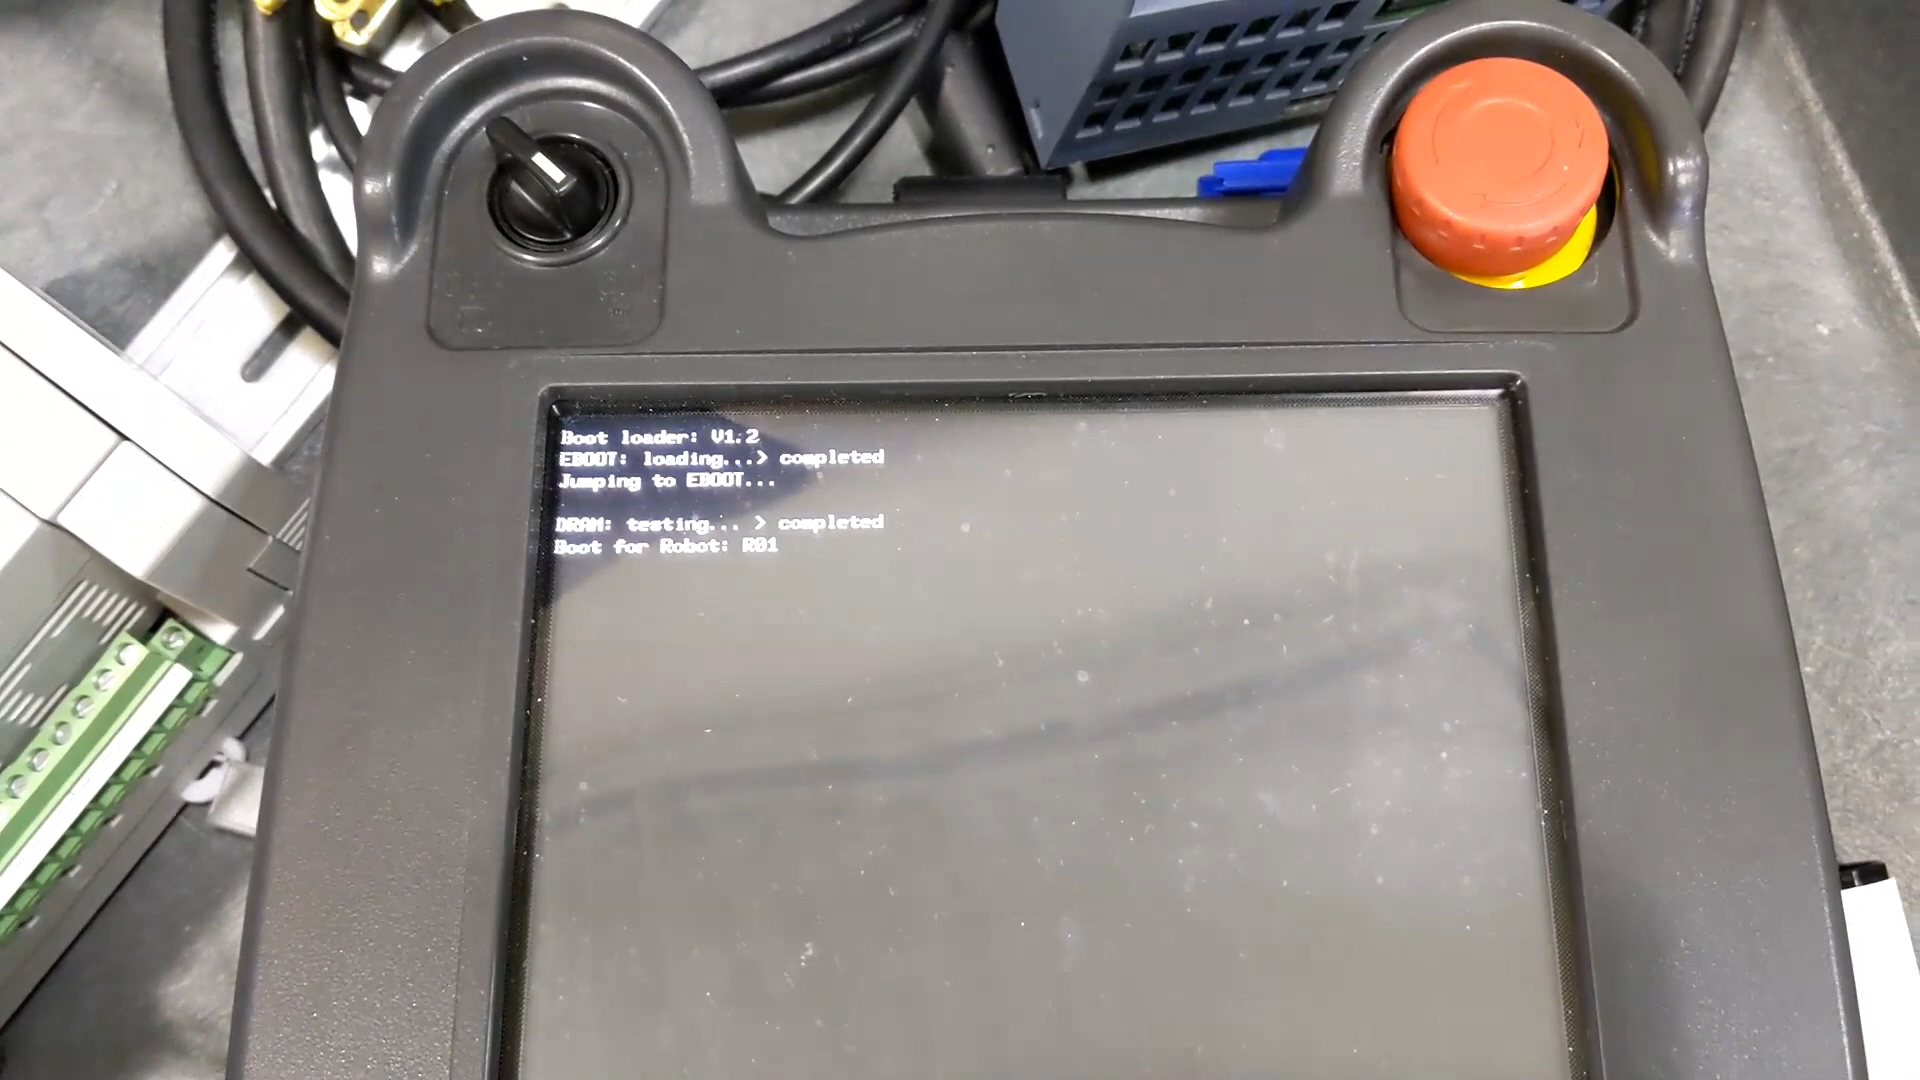 Boot loader: V1.2
EBOOT: loading...> completed
Jumping to EBOOT...
DRAM: testing... > completed
Boot for Robot: R01